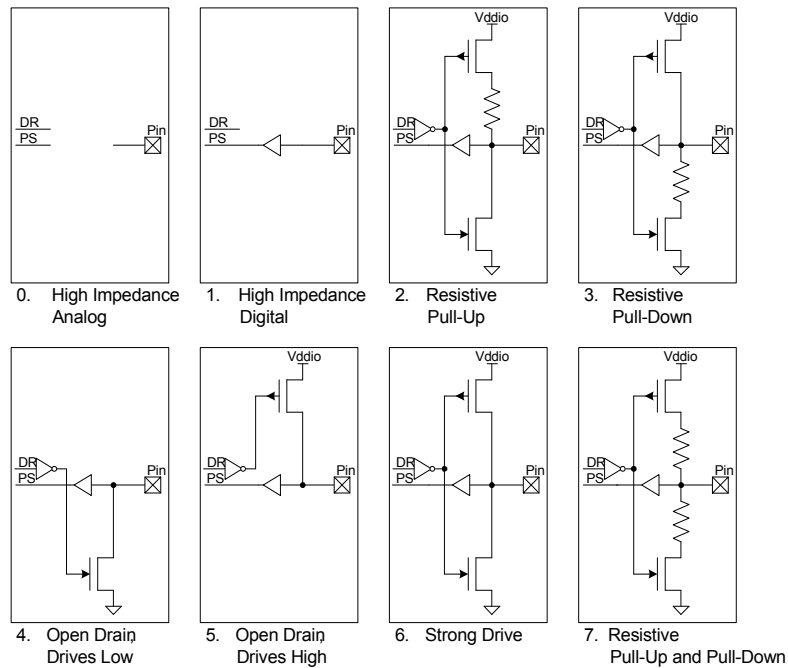 Vddio
Vddio
DR
PS
Pin
DR
PS
Pin
DR
PS
Pin
DR
PS
Pin
0. High Impedance
Analog
1. High Impedance
Digital
2. Resistive
Pull-Up
3. Resistive
Pull-Down
Vddio
Vddio
Vddio
DR
PS
Pin
DR
PS
Pin
DR
PS
Pin
DR
PS
Pin
4. Open Drain,
Drives Low
5. Open Drain,
Drives High
6. Strong Drive
7. Resistive
Pull-Up and Pull-Down